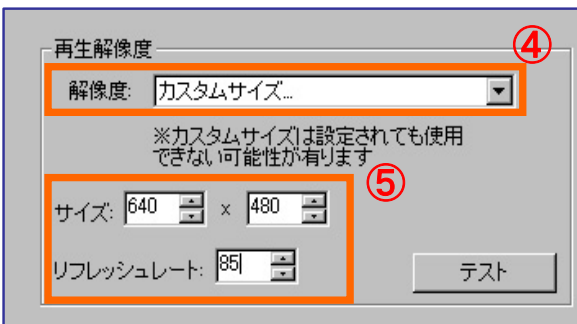 再生解像度
④
解像度: カスタムサイズ...
※カスタムサイズは設定されても使用
できない可能性が有ります
⑤
サイズ: 640 x 480
リフレッシュレート: 85
テスト